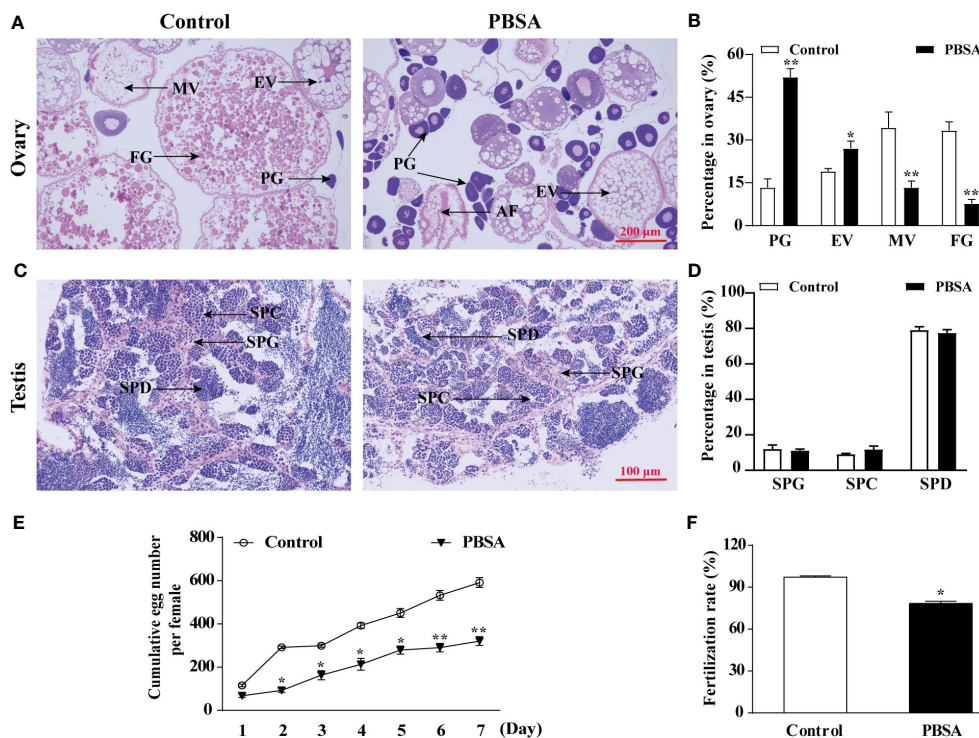 A
Control
PBSA
Ovary
MV
EV
FG
PG
PG
EV
AF
200 µm
B
Control
PBSA
Percentage in ovary (%)
60
45
30
15
0
**
*
**
**
PG
EV
MV
FG
C
Testis
SPC
SPG
SPD
SPD
SPG
SPC
100 µm
D
Control
PBSA
Percentage in testis (%)
100
80
60
40
20
0
SPG
SPC
SPD
E
Control
PBSA
Cumulative egg number
per female
800
600
400
200
0
*
*
*
*
**
**
1
2
3
4
5
6
7
(Day)
F
Fertilization rate (%)
120
90
60
30
0
*
Control
PBSA